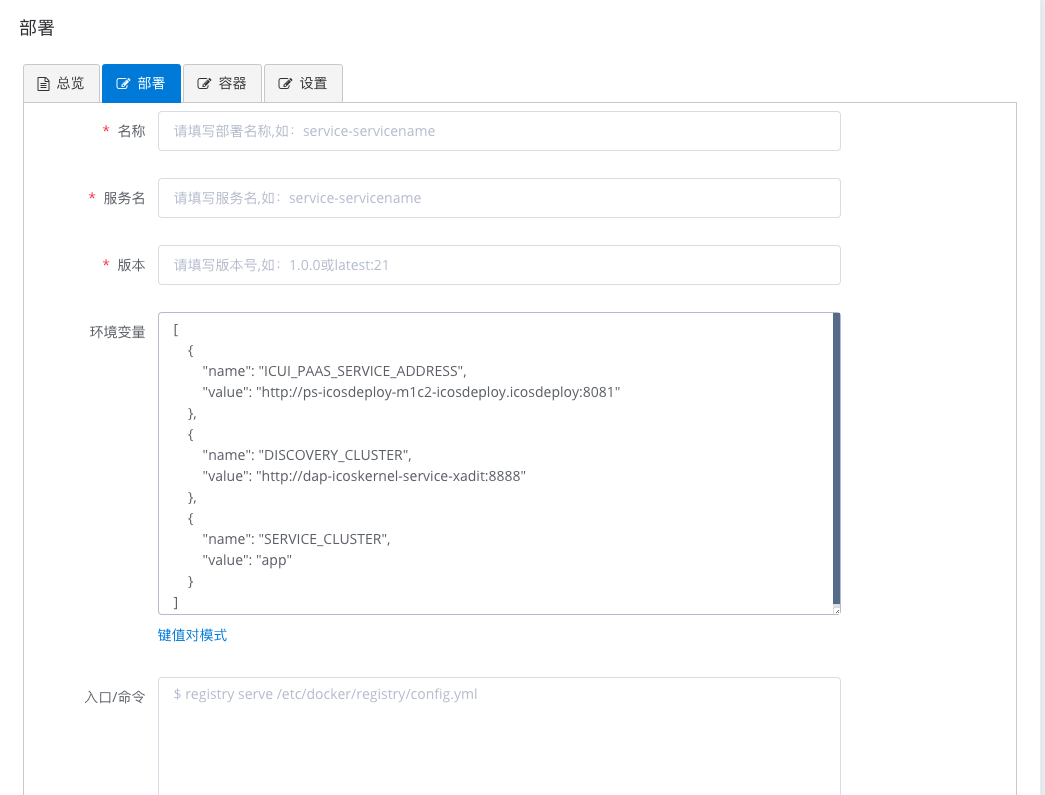 部署
总览 部署 容器 设置
* 名称 请填写部署名称,如：service-servicename
* 服务名 请填写服务名,如：service-servicename
* 版本 请填写版本号,如：1.0.0或latest:21
环境变量
[
{
"name": "ICUI_PAAS_SERVICE_ADDRESS",
"value": "http://ps-icosdeploy-m1c2-icosdeploy.icosdeploy:8081"
},
{
"name": "DISCOVERY_CLUSTER",
"value": "http://dap-icoskernel-service-xadit:8888"
},
{
"name": "SERVICE_CLUSTER",
"value": "app"
}
]
键值对模式
入口/命令 $ registry serve /etc/docker/registry/config.yml